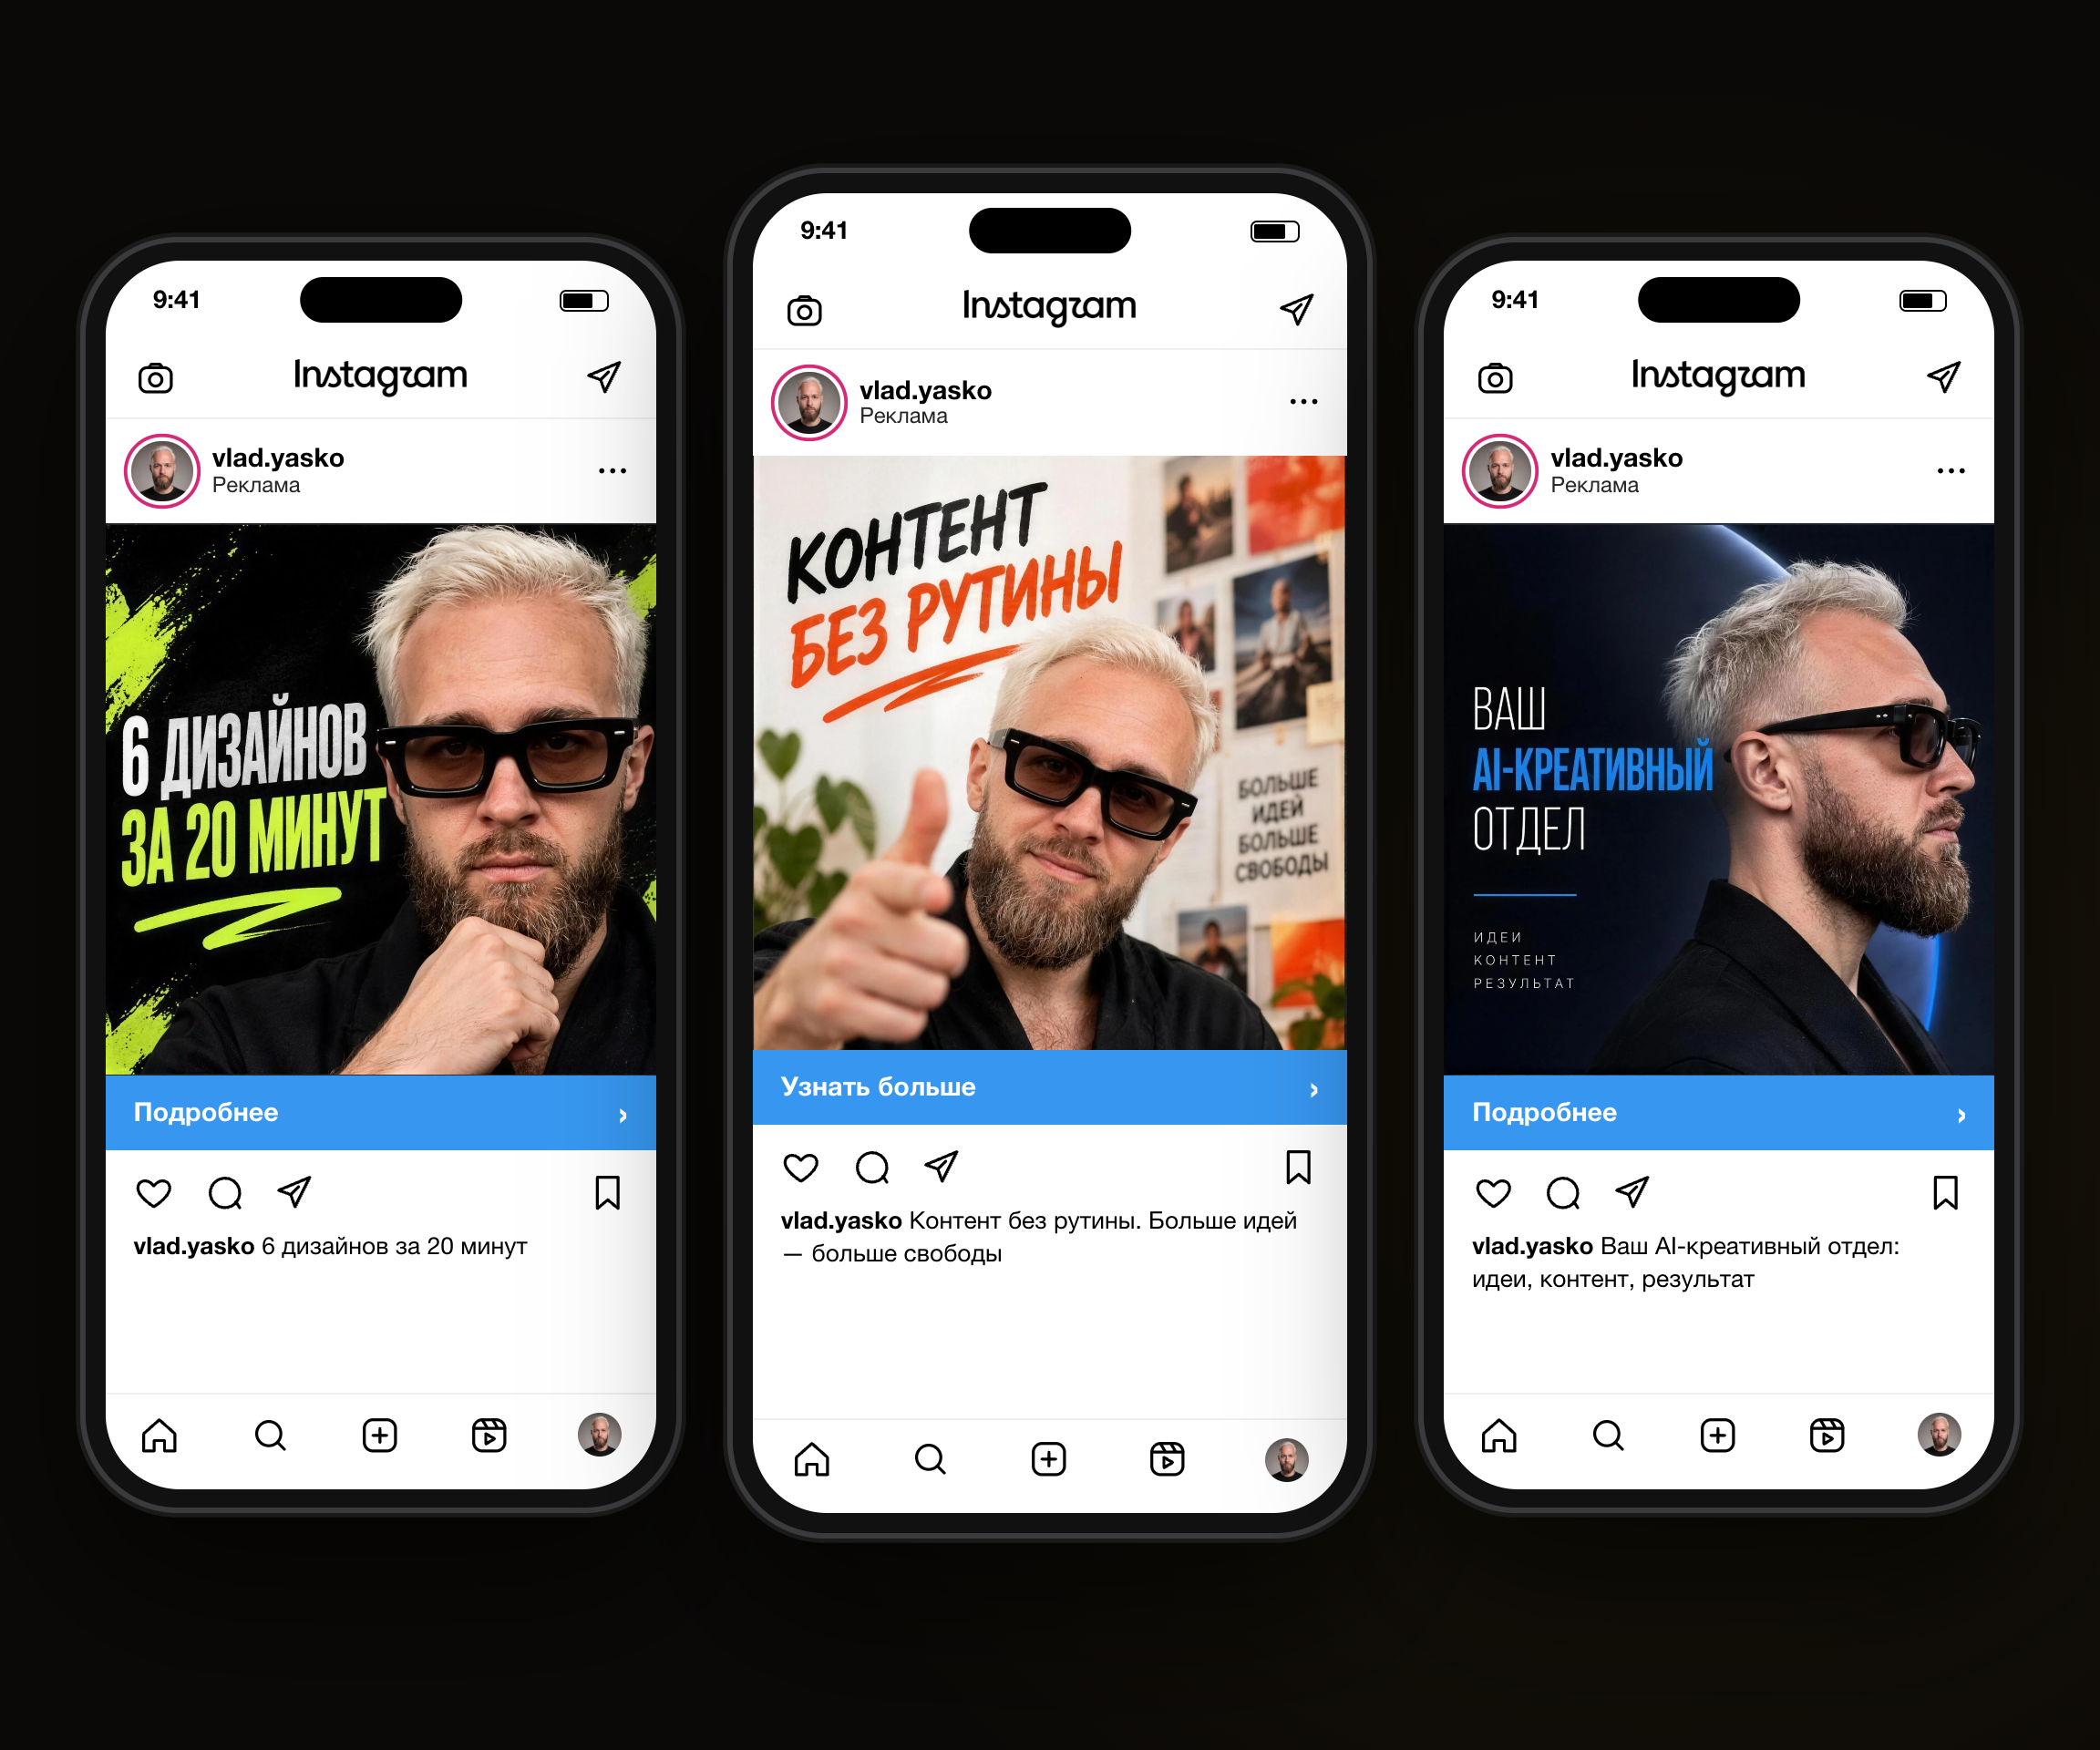 9:41
Instagram
vlad.yasko
Реклама
6 ДИЗАЙНОВ
ЗА 20 МИНУТ
Подробнее
vlad.yasko 6 дизайнов за 20 минут
9:41
Instagram
vlad.yasko
Реклама
КОНТЕНТ
БЕЗ РУТИНЫ
БОЛЬШЕ
ИДЕЙ
БОЛЬШЕ
СВОБОДЫ
Узнать больше
vlad.yasko Контент без рутины. Больше идей
— больше свободы
9:41
Instagram
vlad.yasko
Реклама
ВАШ
AI-КРЕАТИВНЫЙ
ОТДЕЛ
ИДЕИ
КОНТЕНТ
РЕЗУЛЬТАТ
Подробнее
vlad.yasko Ваш AI-креативный отдел:
идеи, контент, результат